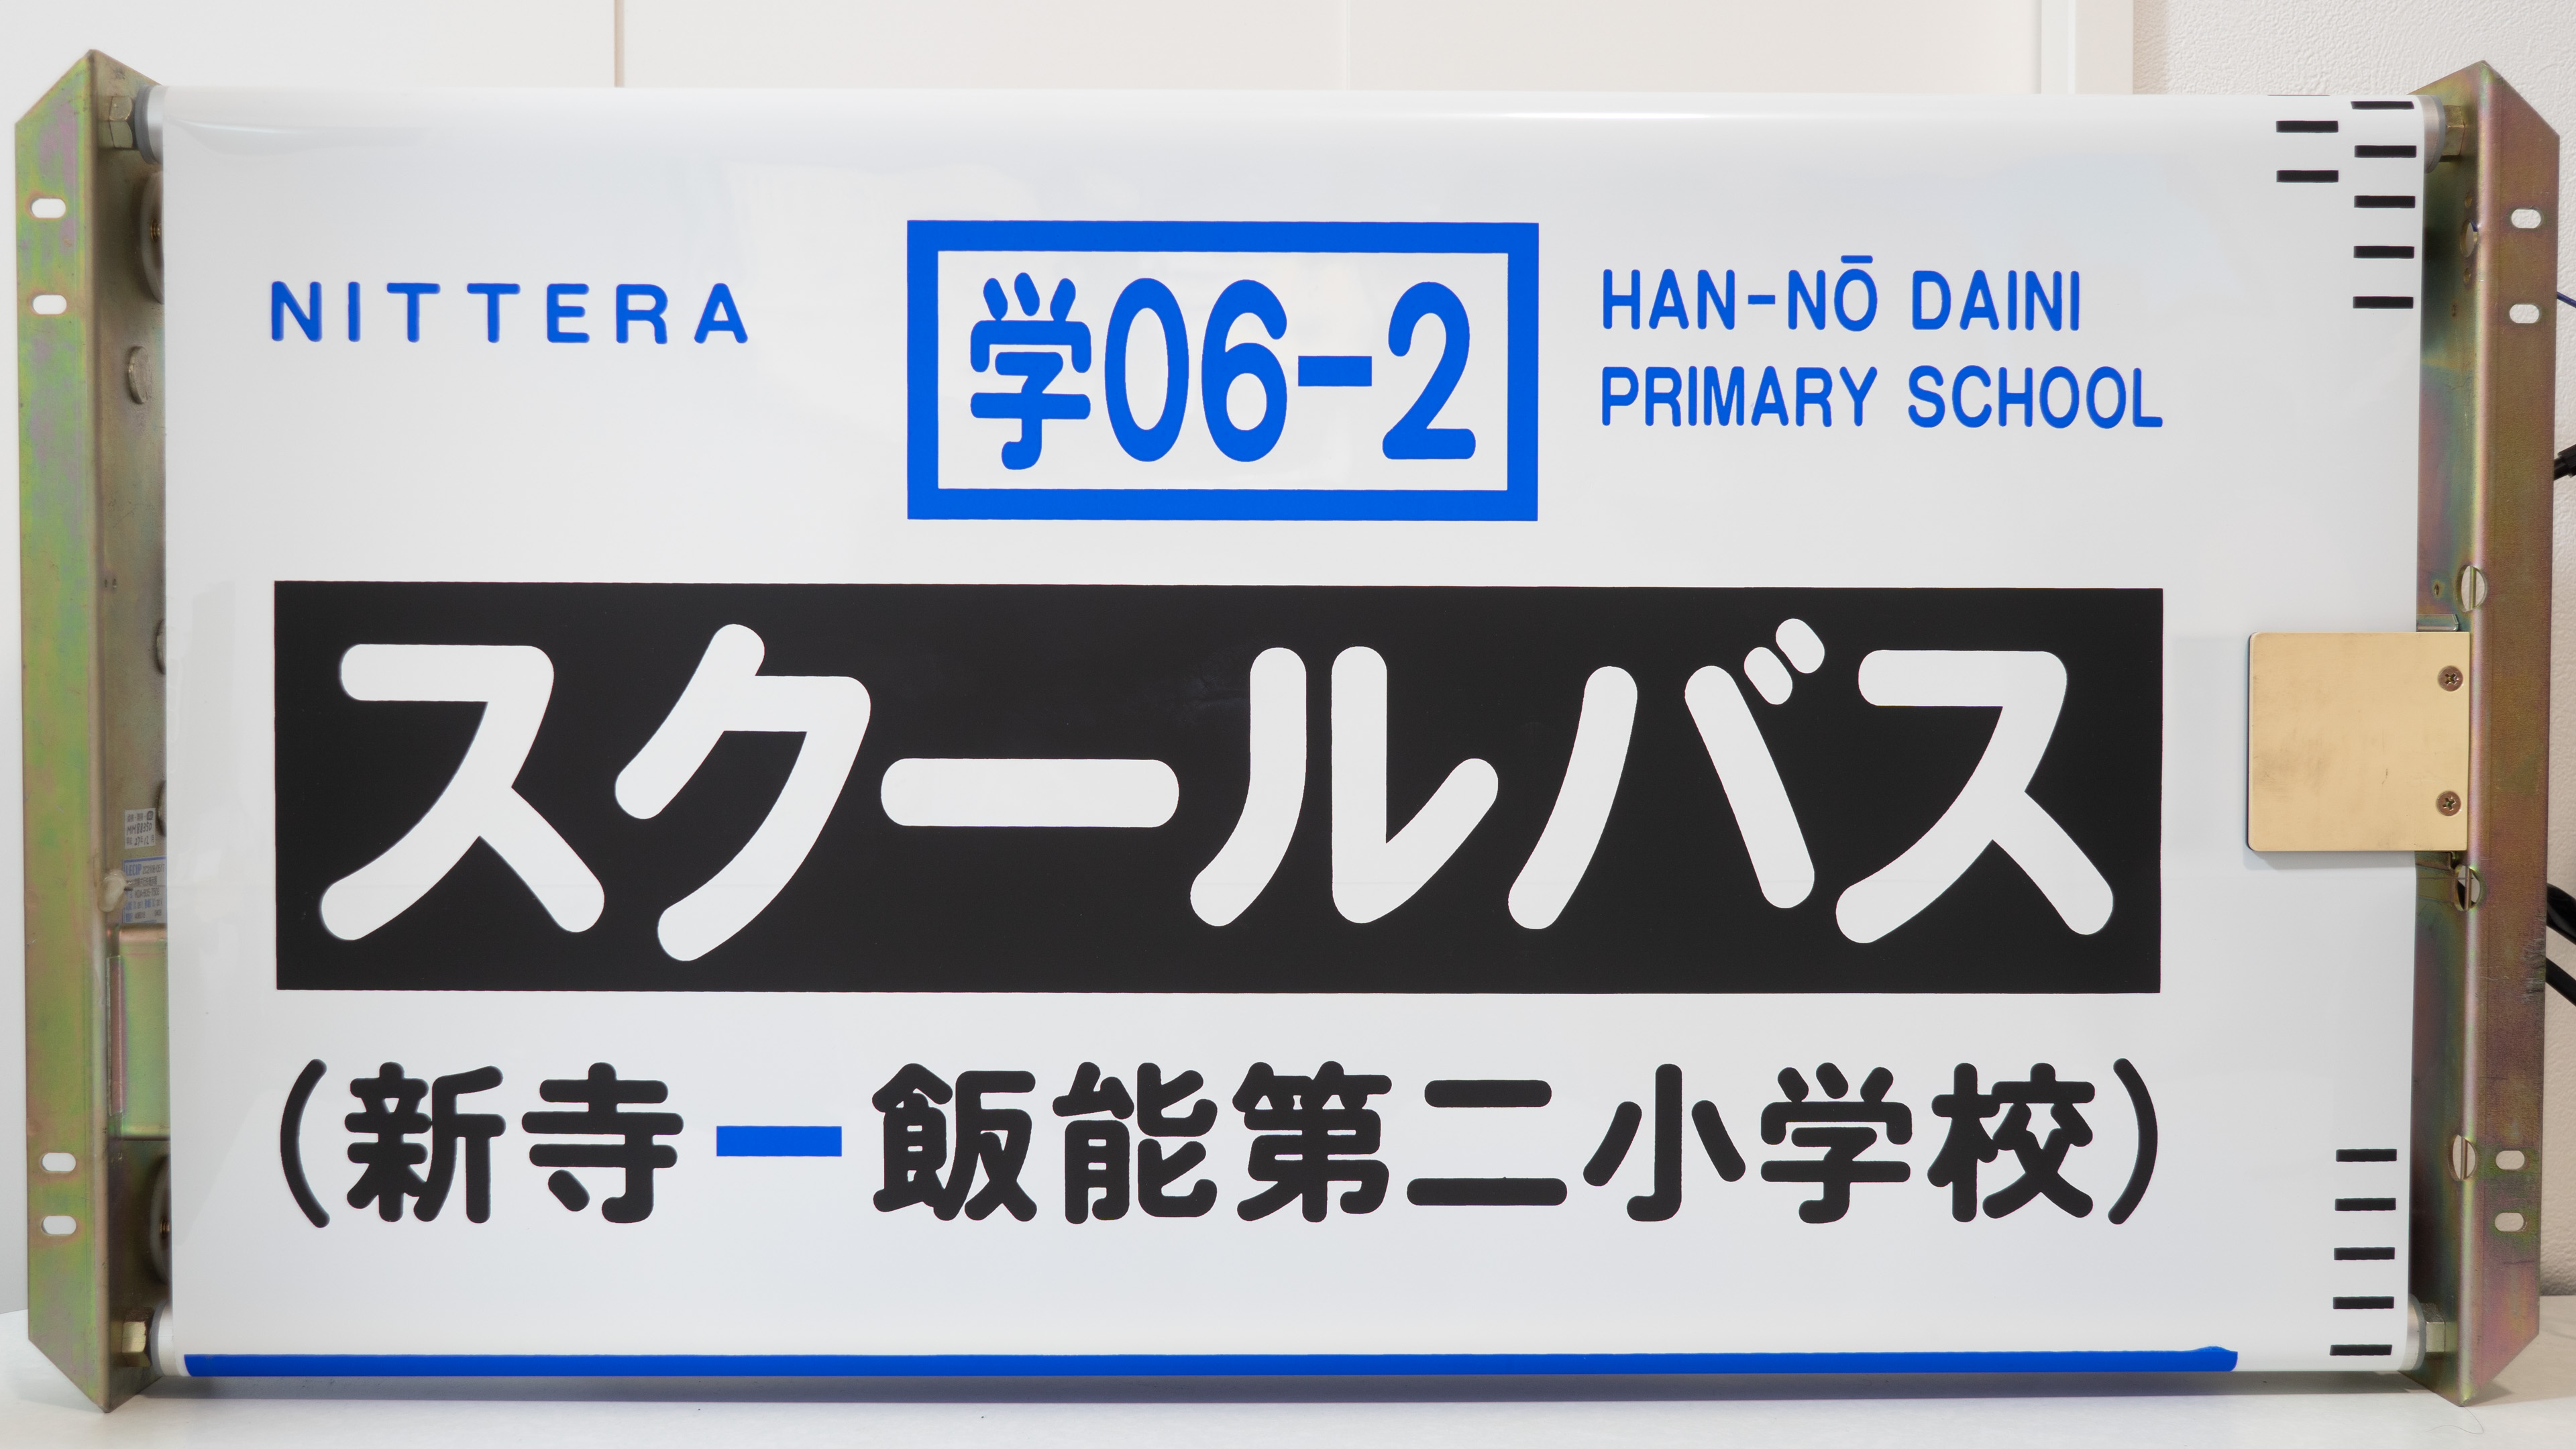 NITTERA
学06-2
HAN-NŌ DAINI
PRIMARY SCHOOL
スクールバス
(新寺ー飯能第二小学校)